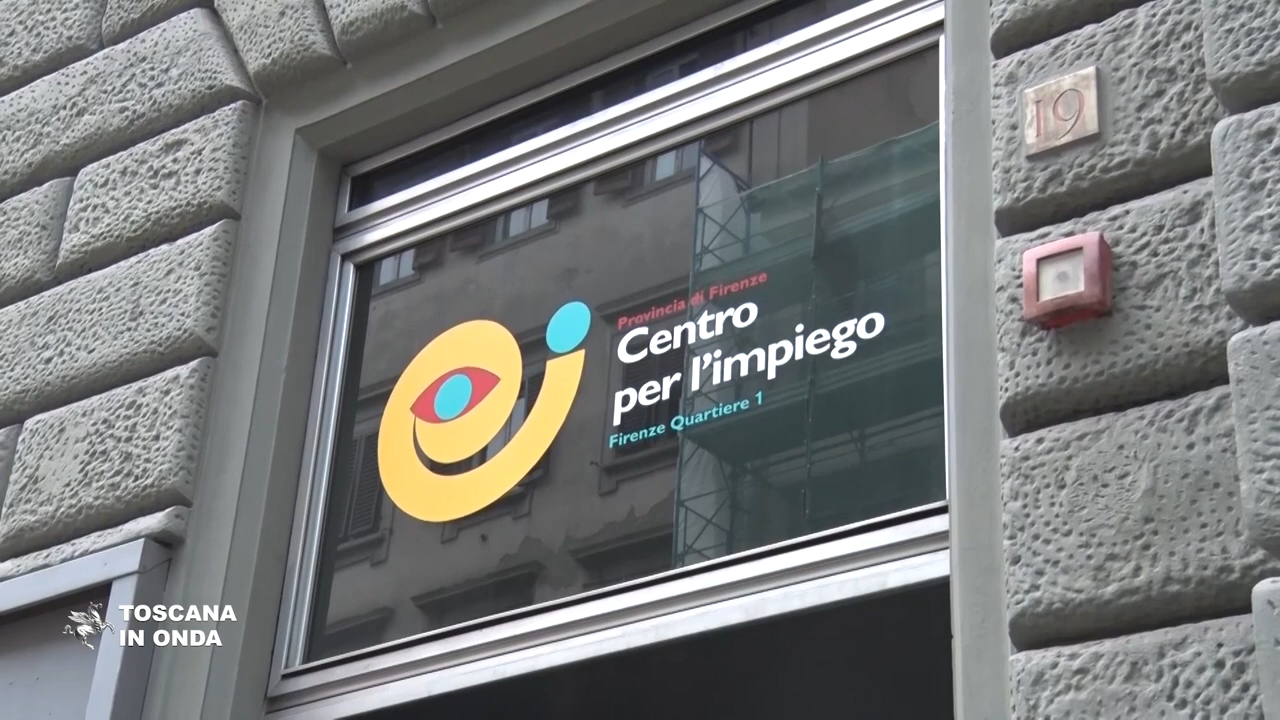 19
Provincia di Firenze
Centro
per l'impiego
Firenze Quartiere 1
TOSCANA
IN ONDA